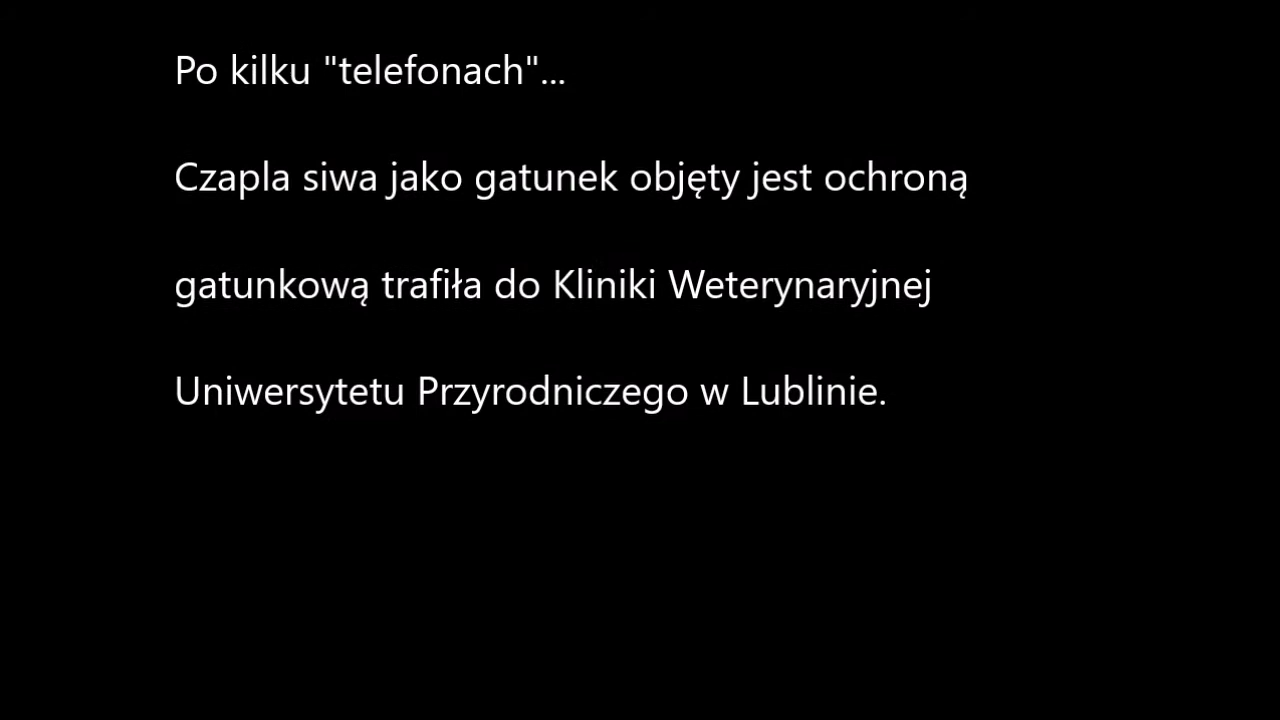 Po kilku "telefonach"...
Czapla siwa jako gatunek objęty jest ochroną
gatunkową trafiła do Kliniki Weterynaryjnej
Uniwersytetu Przyrodniczego w Lublinie.